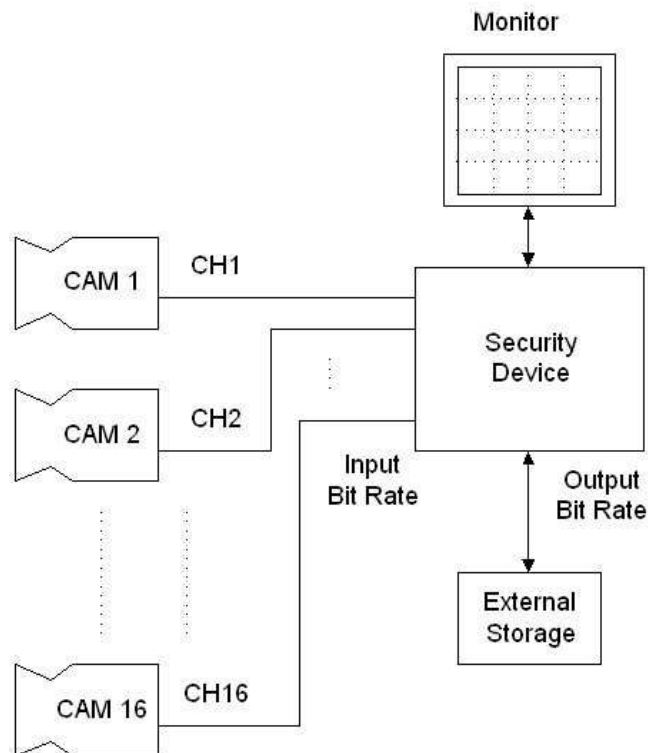 Monitor
CAM 1
CH1
Security
Device
CAM 2
CH2
Input
Bit Rate
Output
Bit Rate
External
Storage
CAM 16
CH16